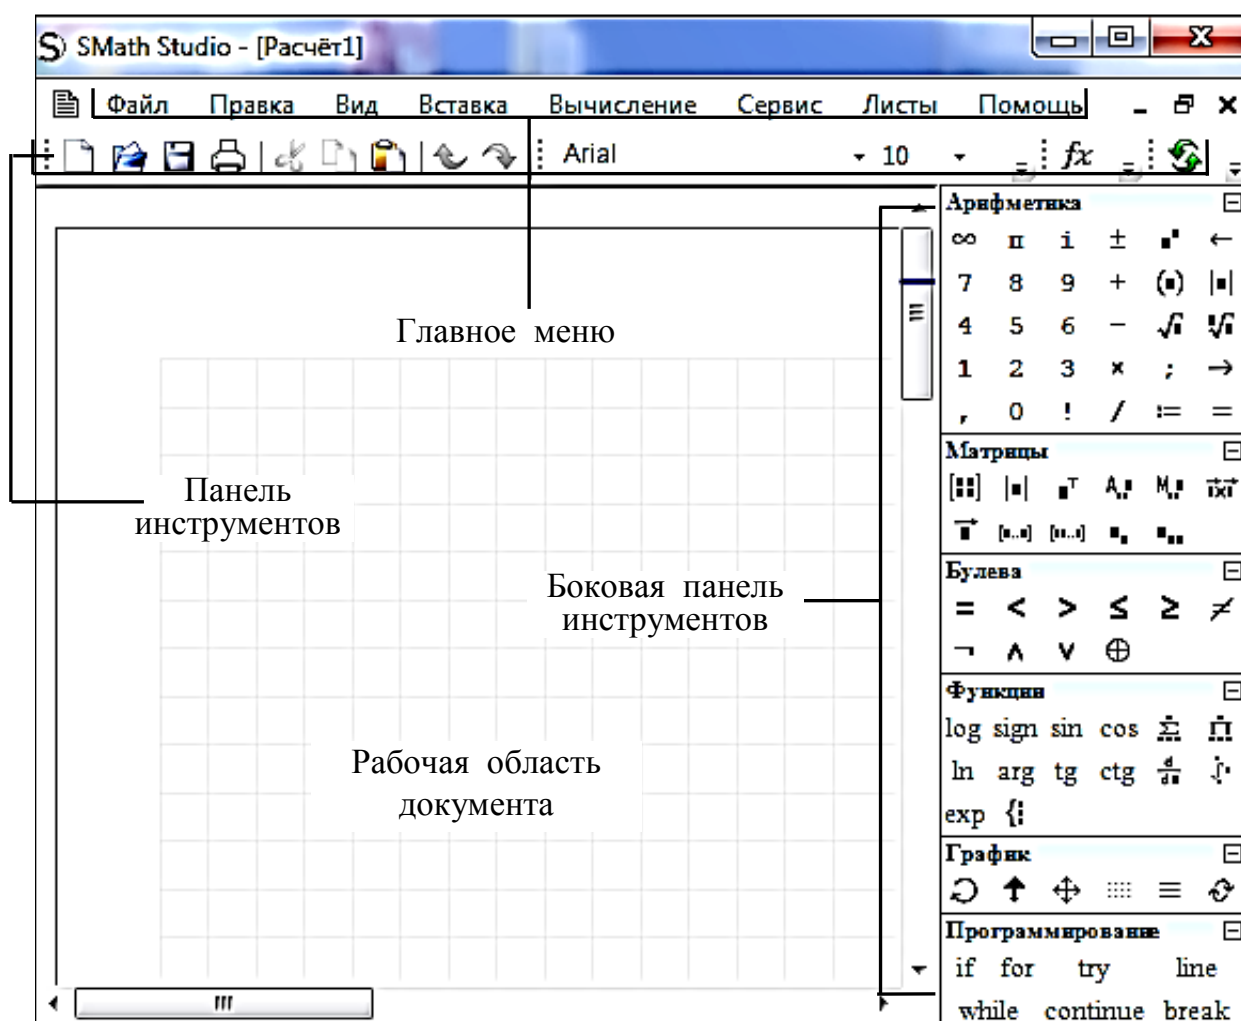 SMath Studio - [Расчёт1]
Файл Правка Вид Вставка Вычисление Сервис Листы Помощь
Arial 10 fx
Арифметика
∞ π i ± ←
7 8 9 + (■) |■|
4 5 6 −
1 2 3 × ; →
, 0 ! / := =
Главное меню
Матрицы
Панель
инструментов
Булева
= < > ≤ ≥ ≠
¬ ∧ ∨ ⊕
Боковая панель
инструментов
Функции
log sign sin cos
ln arg tg ctg
exp
Рабочая область
документа
График
Программирование
if for try line
while continue break